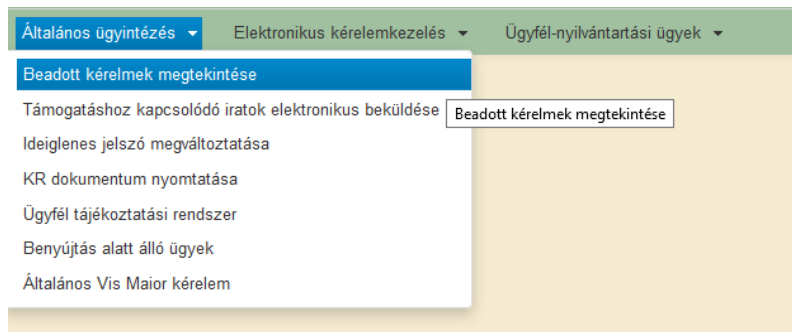 Általános ügyintézés Elektronikus kérelemkezelés Ügyfél-nyilvántartási ügyek
Beadott kérelmek megtekintése
Támogatáshoz kapcsolódó iratok elektronikus beküldése
Beadott kérelmek megtekintése
Ideiglenes jelszó megváltoztatása
KR dokumentum nyomtatása
Ügyfél tájékoztatási rendszer
Benyújtás alatt álló ügyek
Általános Vis Maior kérelem